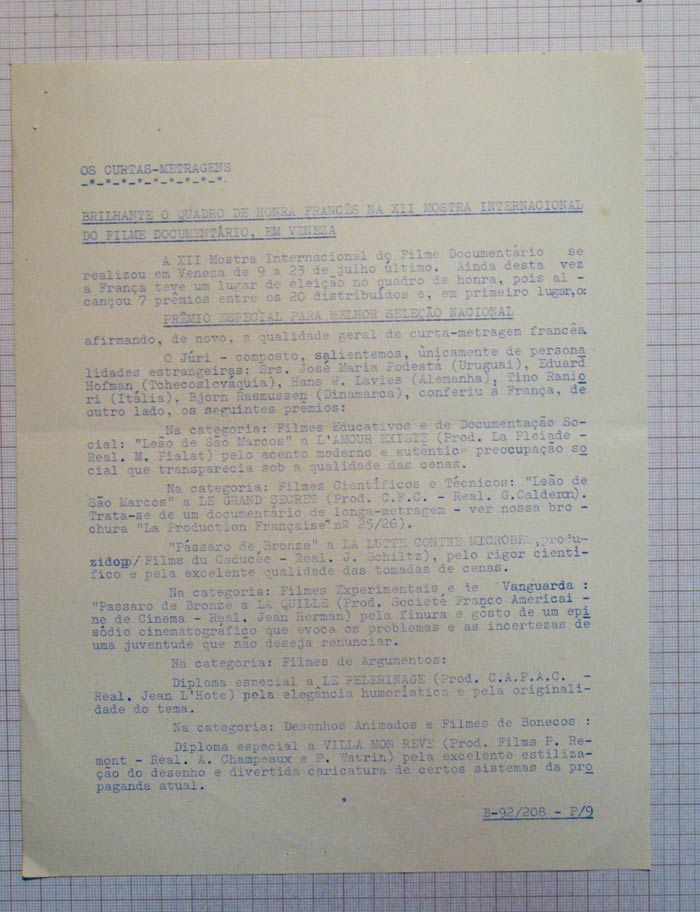 OS CURTAS-METRAGENS
-*-*-*-*-*-*-*-*-*.
BRILHANTE O QUADRO DE HONRA FRANCÊS NA XII MOSTRA INTERNACIONAL
DO FILME DOCUMENTÁRIO, EM VENEZA
A XII Mostra Internacional do Filme Documentário se
realizou em Veneza de 9 a 23 de julho último. Ainda desta vez
a França teve um lugar de eleição no quadro de honra, pois al -
cançou 7 prêmios entre os 20 distribuídos e, em primeiro lugar,o:
PRÊMIO ESPECIAL PARA MELHOR SELEÇÃO NACIONAL
afirmando, de novo, a qualidade geral de curta-metragem francês.
O Júri - composto, salientemos, ùnicamente de persona
lidades estrangeiras: Srs. José Maria Podestá (Uruguai), Eduard
Hofman (Tchecoslováquia), Hans W. Lavies (Alemanha), Tino Ranio
ri (Itália), Bjorn Rasmussen (Dinamarca), conferiu à França, de
outro lado, os seguintes prêmios:
Na categoria: Filmes Educativos e de Documentação So-
cial: "Leão de São Marcos" a L'AMOUR EXISTE (Prod. La Pleiade -
Real. M. Pialat) pelo acento moderno e autêntica preocupação so
cial que transparecia sob a qualidade das cenas.
Na categoria: Filmes Científicos e Técnicos: "Leão de
São Marcos" a LE GRAND SECRET (Prod. C.F.C. - Real. G.Calderon).
Trata-se de um documentário de longa-metragem - ver nossa bro -
chura "La Production Française" nº 25/26).
"Pássaro de Bronze" a LA LUTTE CONTRE MICROBE, produ-
zido p/ Films du Caducée - Real. J. Schiltz), pelo rigor cientí-
fico e pela excelente qualidade das tomadas de cenas.
Na categoria: Filmes Experimentais e de Vanguarda :
"Passaro de Bronze a LA QUILLE (Prod. Societé Franco Americai -
ne de Cinema - Real. Jean Herman) pela finura e gôsto de um epi
sódio cinematográfico que evoca os problemas e as incertezas de
uma juventude que não deseja renunciar.
Na categoria: Filmes de Argumentos:
Diploma especial a LE PELERINAGE (Prod. C.A.P.A.C. -
Real. Jean L'Hote) pela elegância humorística e pela originali-
dade do tema.
Na categoria: Desenhos Animados e Filmes de Bonecos :
Diploma especial a VILLA MON REVE (Prod. Films P. Re-
mont - Real. A. Champeaux e P. Watrin) pela excelente estiliza-
ção do desenho e divertida caricatura de certos sistemas da pro
paganda atual.
*
B-92/208 - P/9